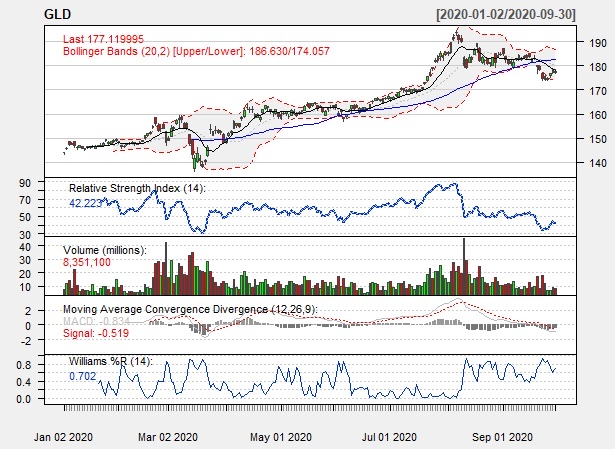 GLD [2020-01-02/2020-09-30]
Last 177.119995
Bollinger Bands (20,2) [Upper/Lower]: 186.630/174.057
190
180
170
160
150
140
Relative Strength Index (14):
42.223
90
70
50
30
Volume (millions):
8,351,100
40
30
20
10
Moving Average Convergence Divergence (12,26,9):
MACD: -0.834
Signal: -0.519
2
0
-2
Williams %R (14):
0.702
0.8
0.4
0.0
Jan 02 2020 Mar 02 2020 May 01 2020 Jul 01 2020 Sep 01 2020